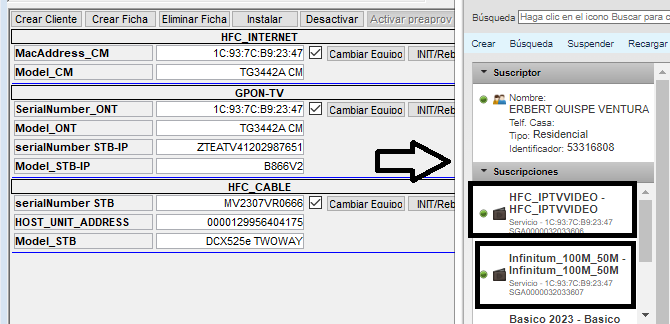 Crear Cliente Crear Ficha Eliminar Ficha Instalar Desactivar Activar preaprov
HFC_INTERNET
MacAddress_CM 1C:93:7C:B9:23:47 Cambiar Equipo INIT/Reb
Model_CM TG3442A CM
GPON-TV
SerialNumber_ONT 1C:93:7C:B9:23:47 Cambiar Equipo INIT/Reb
Model_ONT TG3442A CM
serialNumber STB-IP ZTEATV41202987651
Model_STB-IP B866V2
HFC_CABLE
serialNumber STB MV2307VR0666 Cambiar Equipo INIT/Reb
HOST_UNIT_ADDRESS 0000129956404175
Model_STB DCX525e TWOWAY
Búsqueda Haga clic en el icono Buscar para c
Crear Búsqueda Suspender Recargar
Suscriptor
Nombre:
ERBERT QUISPE VENTURA
Telf. Casa:
Tipo: Residencial
Identificador: 53316808
Suscripciones
HFC_IPTVVIDEO -
HFC_IPTVVIDEO
Servicio - 1C:93:7C:B9:23:47
SGA0000032033606
Infinitum_100M_50M -
Infinitum_100M_50M
Servicio - 1C:93:7C:B9:23:47
SGA0000032033607
Basico 2023 - Basico